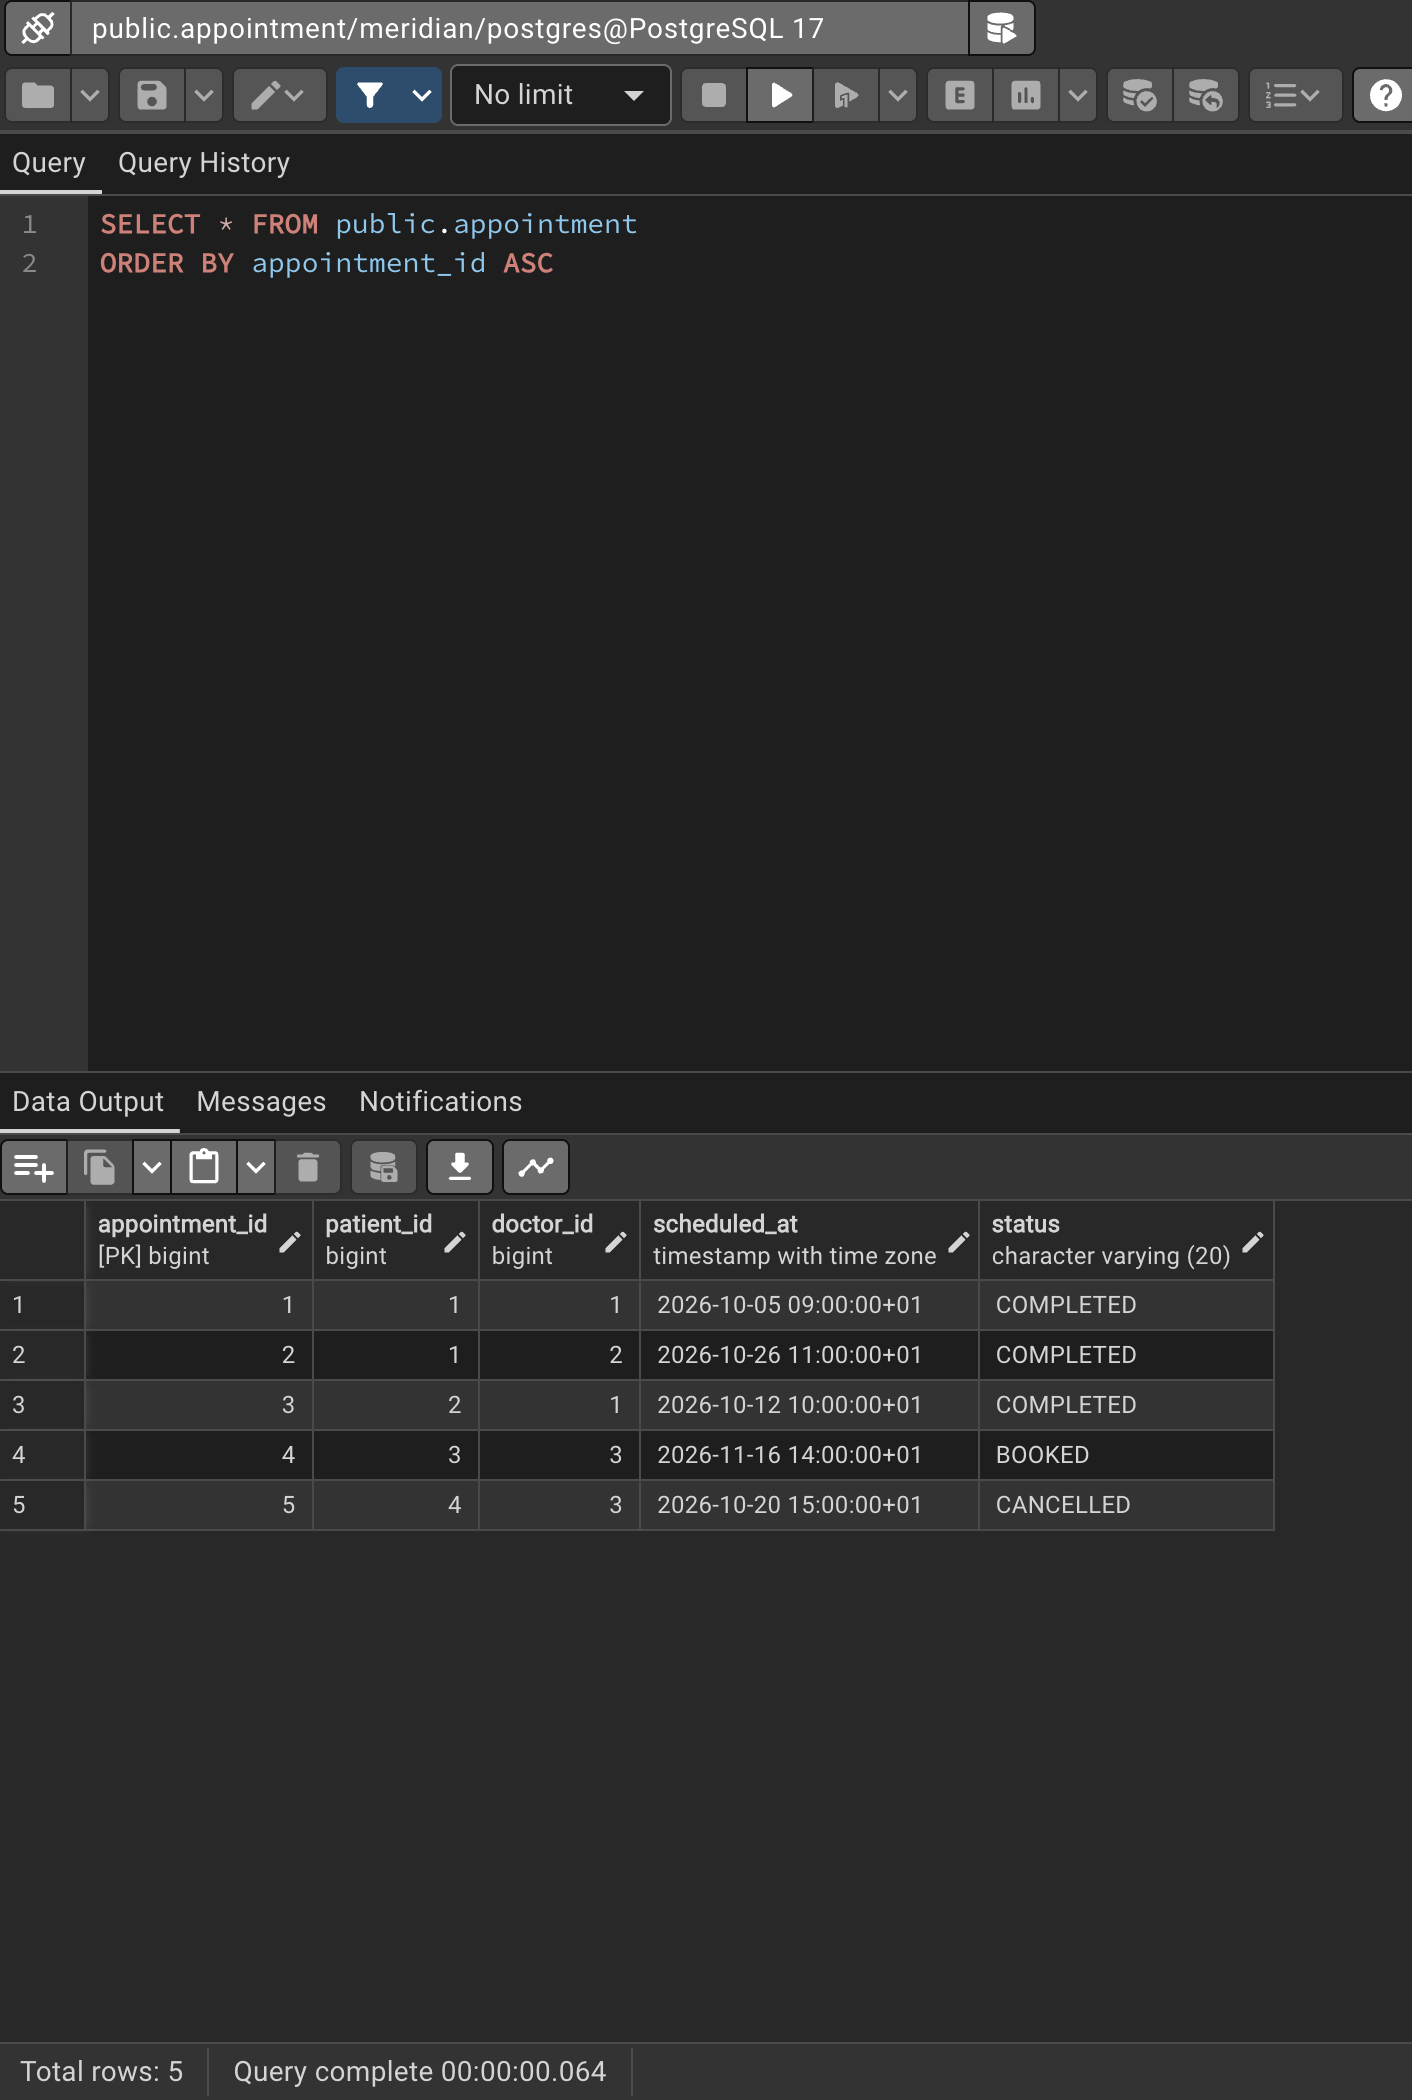 public.appointment/meridian/postgres@PostgreSQL 17
No limit
E
Query Query History
1 SELECT * FROM public.appointment
2 ORDER BY appointment_id ASC
Data Output Messages Notifications
appointment_id patient_id doctor_id scheduled_at status
[PK] bigint bigint bigint timestamp with time zone character varying (20)
1 1 1 1 2026-10-05 09:00:00+01 COMPLETED
2 2 1 2 2026-10-26 11:00:00+01 COMPLETED
3 3 2 1 2026-10-12 10:00:00+01 COMPLETED
4 4 3 3 2026-11-16 14:00:00+01 BOOKED
5 5 4 3 2026-10-20 15:00:00+01 CANCELLED
Total rows: 5 Query complete 00:00:00.064